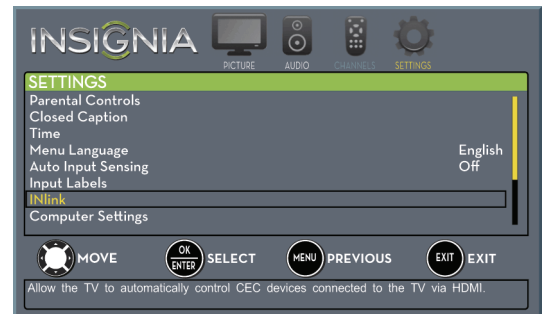 INSIGNIA
PICTURE AUDIO CHANNELS SETTINGS
SETTINGS
Parental Controls
Closed Caption
Time
Menu Language English
Auto Input Sensing Off
Input Labels
INlink
Computer Settings
MOVE OK ENTER SELECT MENU PREVIOUS EXIT EXIT
Allow the TV to automatically control CEC devices connected to the TV via HDMI.